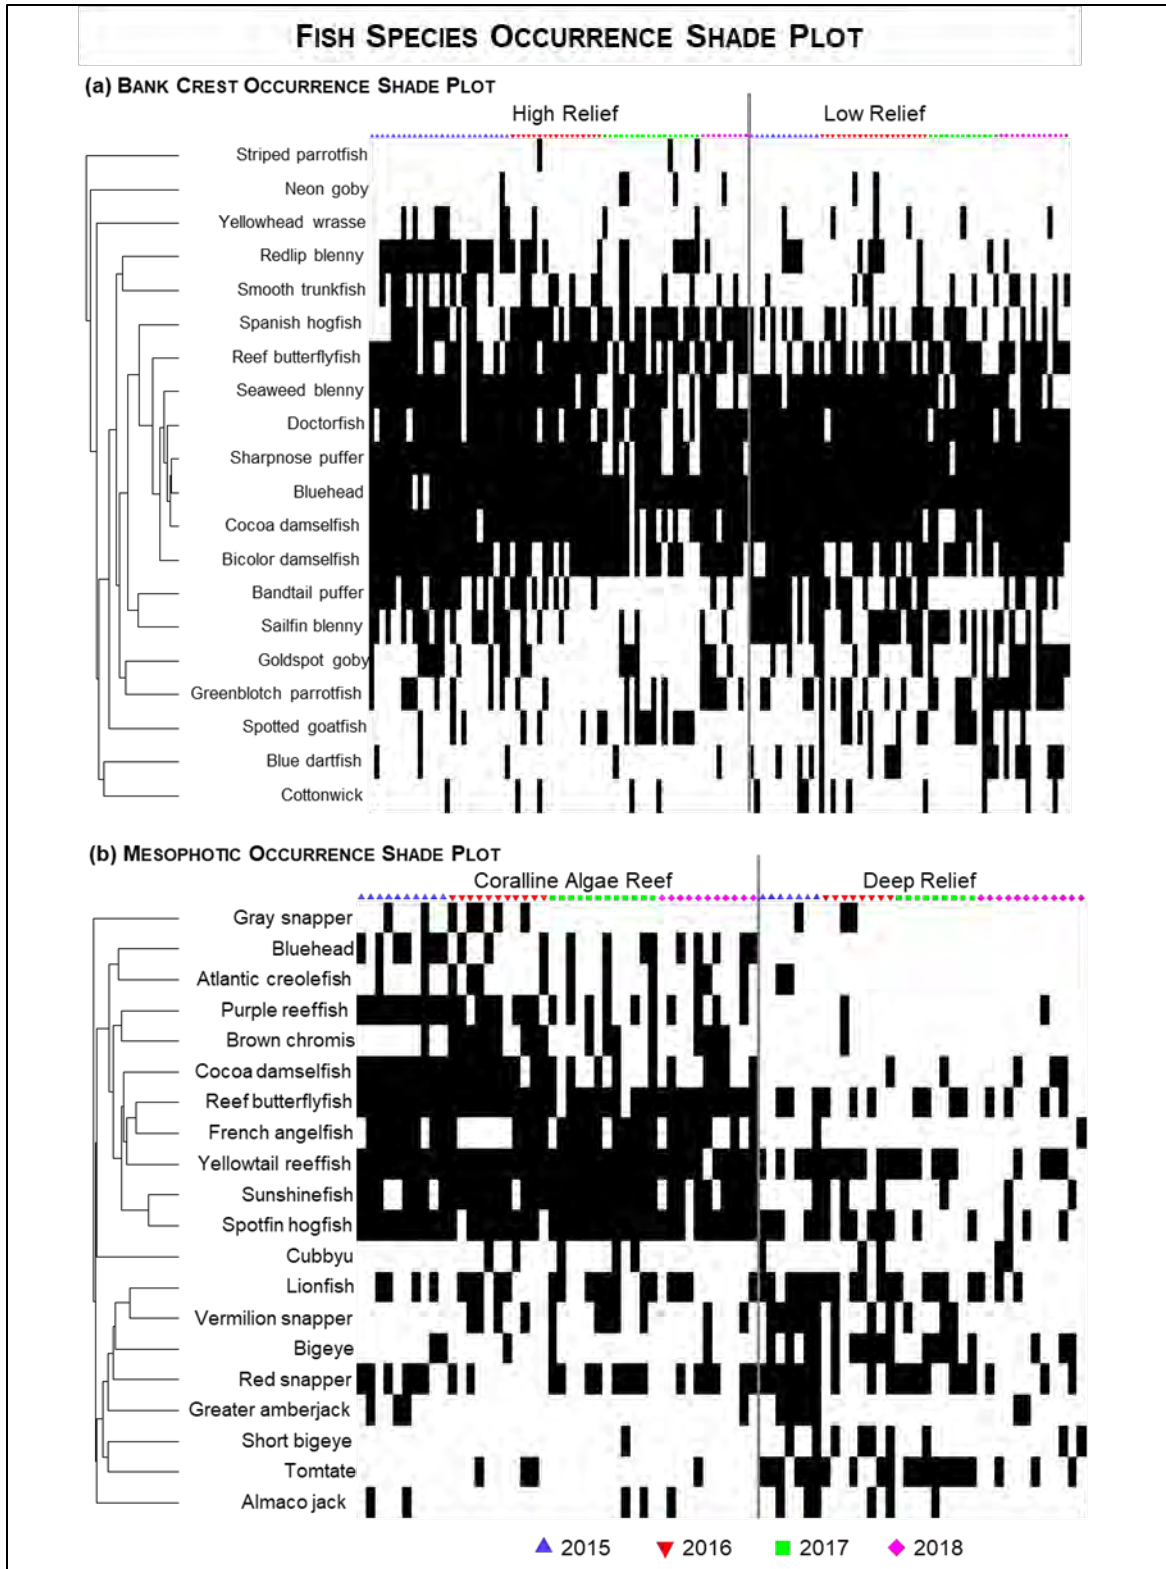 FISH SPECIES OCCURRENCE SHADE PLOT
(a) BANK CREST OCCURRENCE SHADE PLOT
High Relief Low Relief
Striped parrotfish
Neon goby
Yellowhead wrasse
Redlip blenny
Smooth trunkfish
Spanish hogfish
Reef butterflyfish
Seaweed blenny
Doctorfish
Sharpnose puffer
Bluehead
Cocoa damselfish
Bicolor damselfish
Bandtail puffer
Sailfin blenny
Goldspot goby
Greenblotch parrotfish
Spotted goatfish
Blue dartfish
Cottonwick
(b) MESOPHOTIC OCCURRENCE SHADE PLOT
Coralline Algae Reef Deep Relief
Gray snapper
Bluehead
Atlantic creolefish
Purple reeffish
Brown chromis
Cocoa damselfish
Reef butterflyfish
French angelfish
Yellowtail reeffish
Sunshinefish
Spotfin hogfish
Cubbyu
Lionfish
Vermilion snapper
Bigeye
Red snapper
Greater amberjack
Short bigeye
Tomtate
Almaco jack
2015 2016 2017 2018